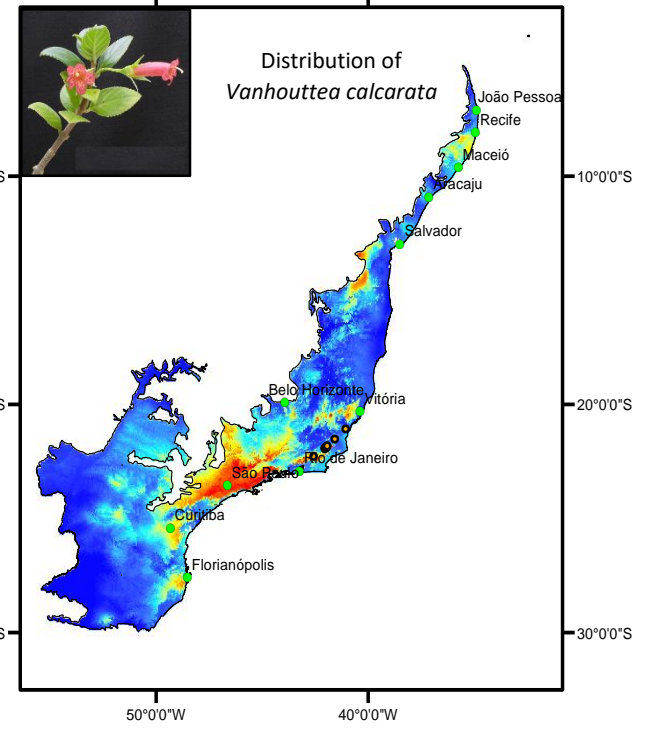 Distribution of
Vanhouttea calcarata
João Pessoa
Recife
Maceió
S
10°0'0"S
Aracaju
Salvador
Belo Horizonte
Vitória
S
20°0'0"S
Rio de Janeiro
São Paulo
Curitiba
Florianópolis
S
30°0'0"S
50°0'0"W
40°0'0"W